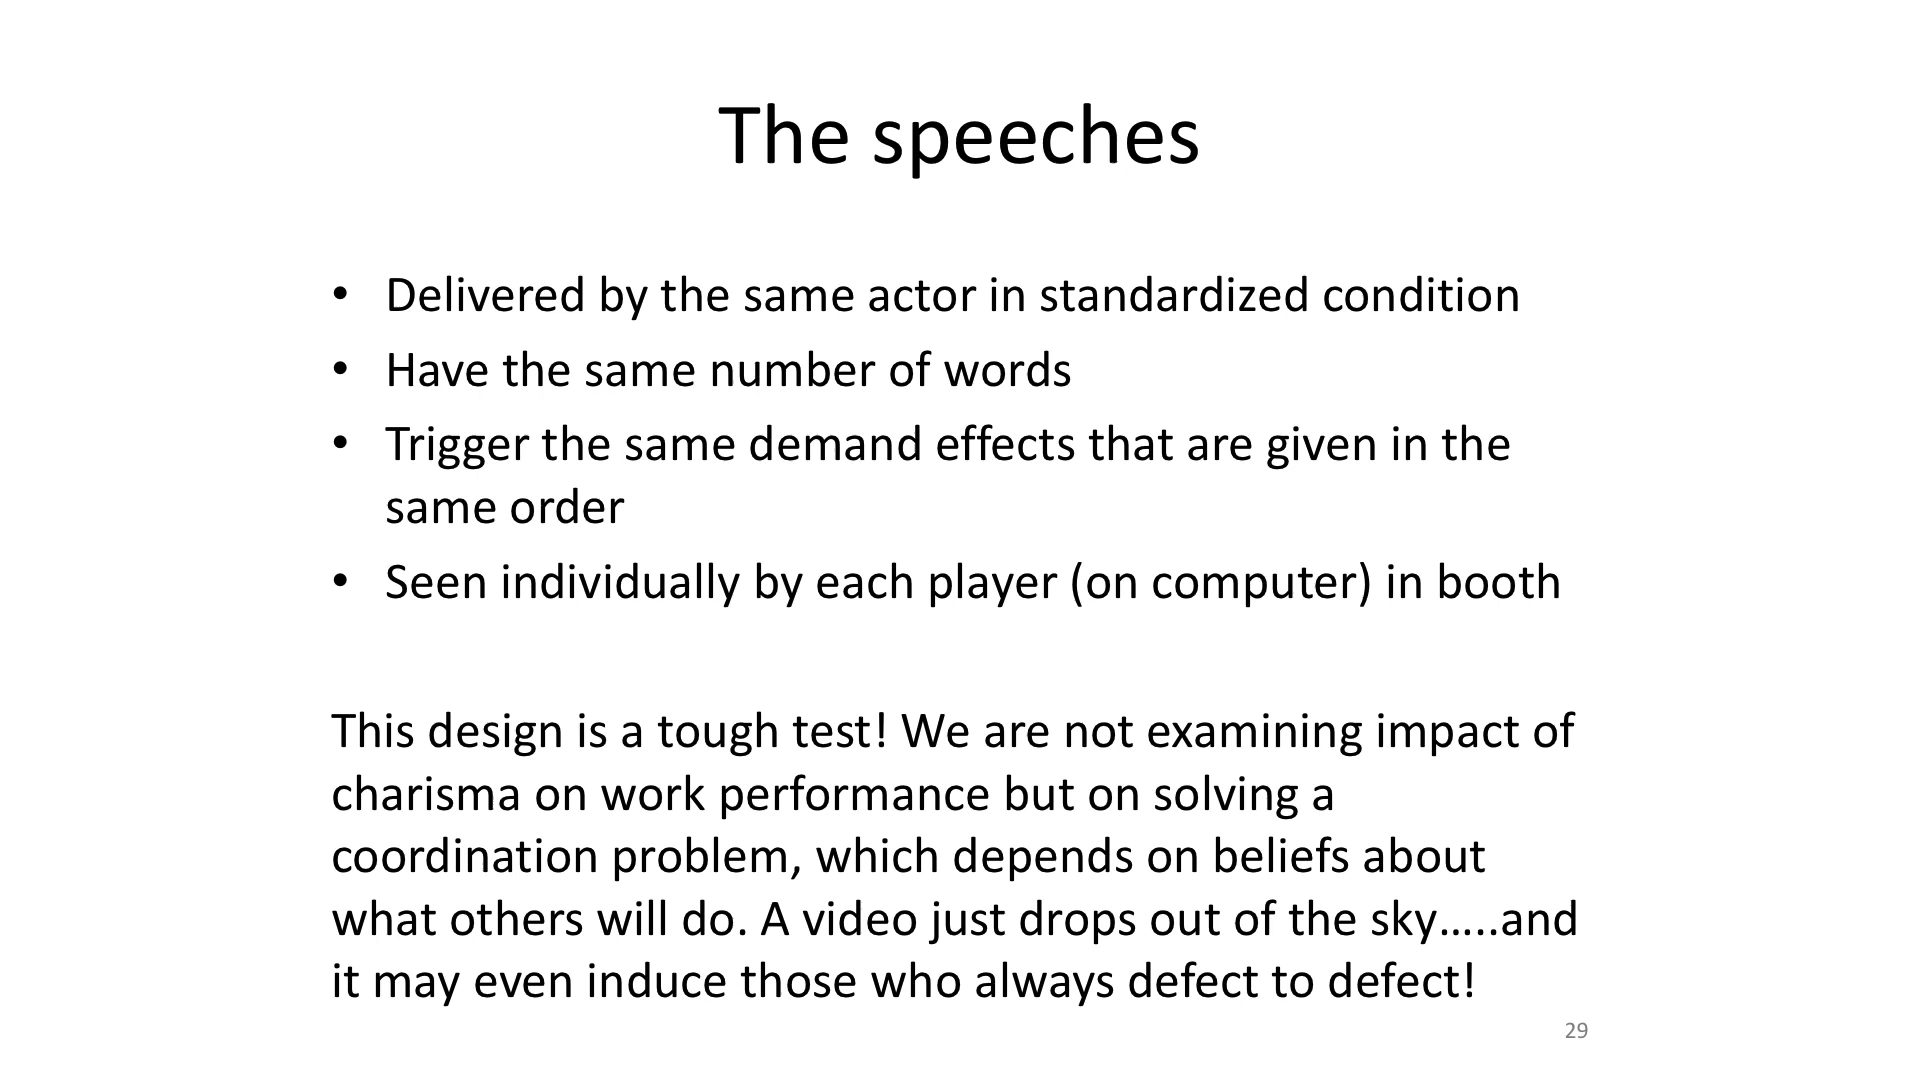 The speeches
• Delivered by the same actor in standardized condition
• Have the same number of words
• Trigger the same demand effects that are given in the
same order
• Seen individually by each player (on computer) in booth
This design is a tough test! We are not examining impact of
charisma on work performance but on solving a
coordination problem, which depends on beliefs about
what others will do. A video just drops out of the sky…..and
it may even induce those who always defect to defect!
29